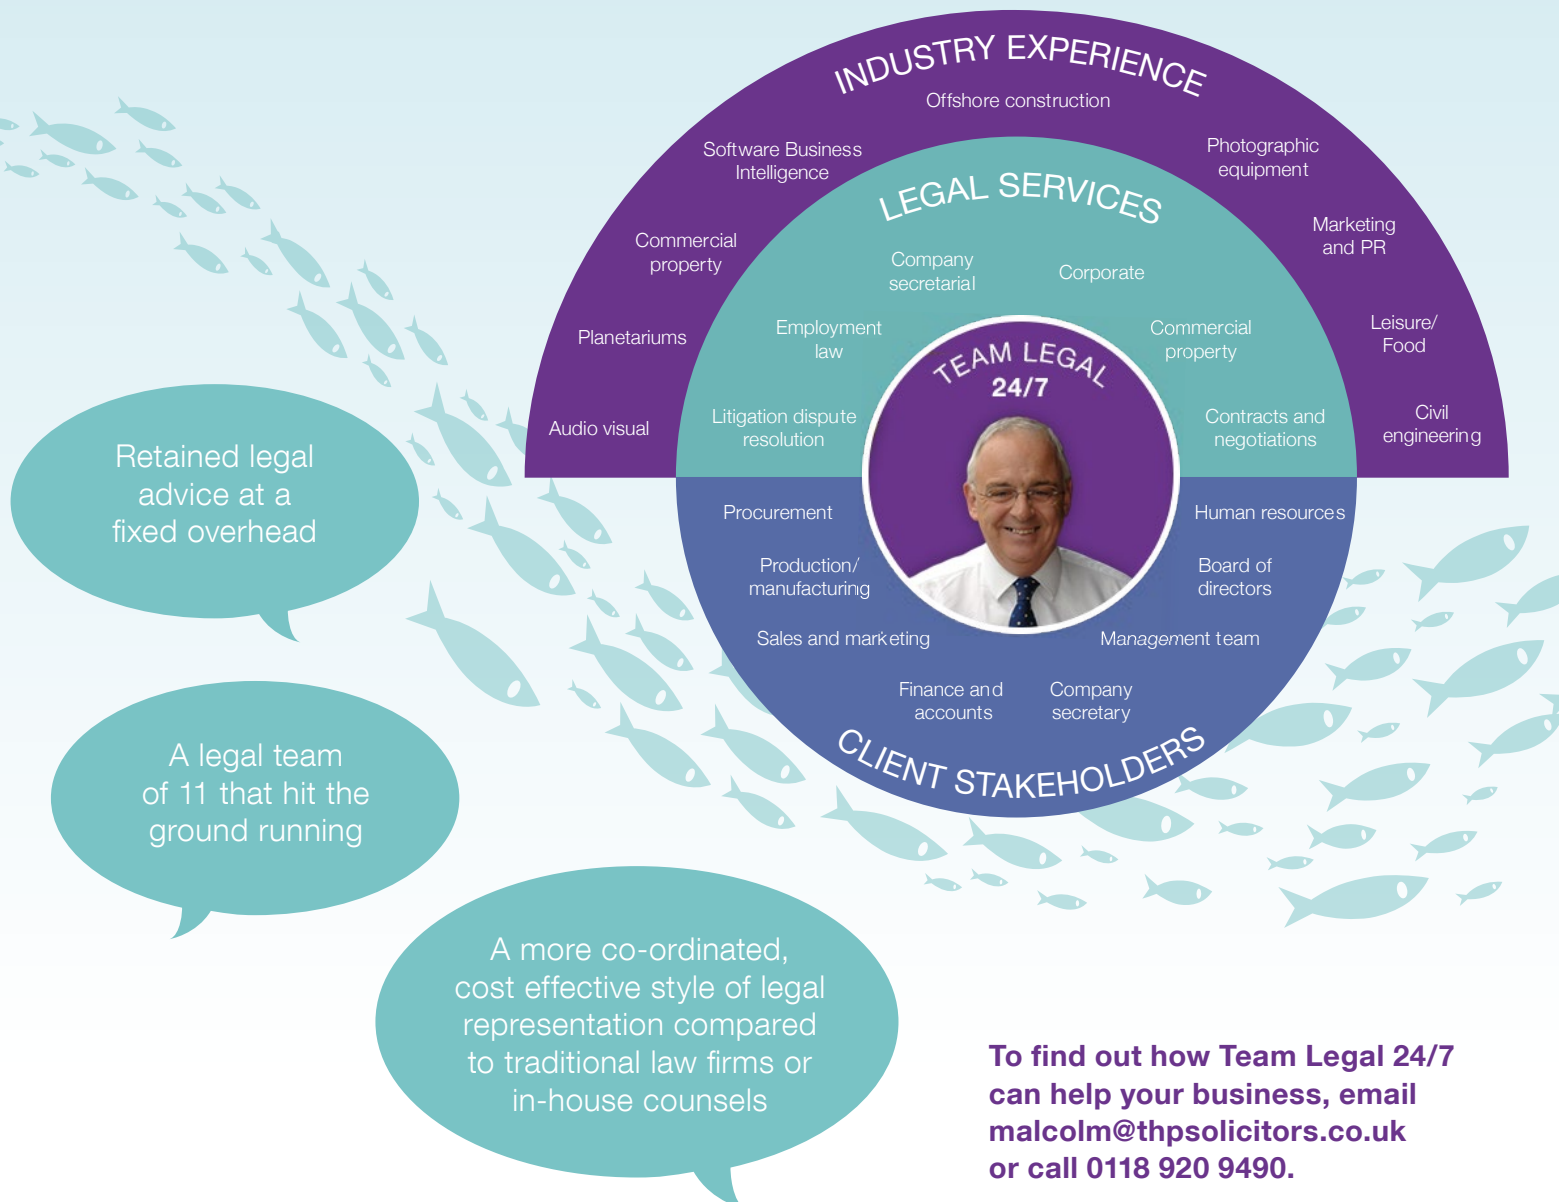 INDUSTRY EXPERIENCE
Offshore construction
Software Business
Intelligence
Photographic
equipment
Commercial
property
Marketing
and PR
Planetariums
Leisure/
Food
Audio visual
Civil
engineering
LEGAL SERVICES
Company
secretarial
Corporate
Employment
law
Commercial
property
Litigation dispute
resolution
Contracts and
negotiations
TEAM LEGAL
24/7
Procurement
Human resources
Production/
manufacturing
Board of
directors
Sales and marketing
Management team
Finance and
accounts
Company
secretary
CLIENT STAKEHOLDERS
Retained legal
advice at a
fixed overhead
A legal team
of 11 that hit the
ground running
A more co-ordinated,
cost effective style of legal
representation compared
to traditional law firms or
in-house counsels
To find out how Team Legal 24/7
can help your business, email
malcolm@thpsolicitors.co.uk
or call 0118 920 9490.